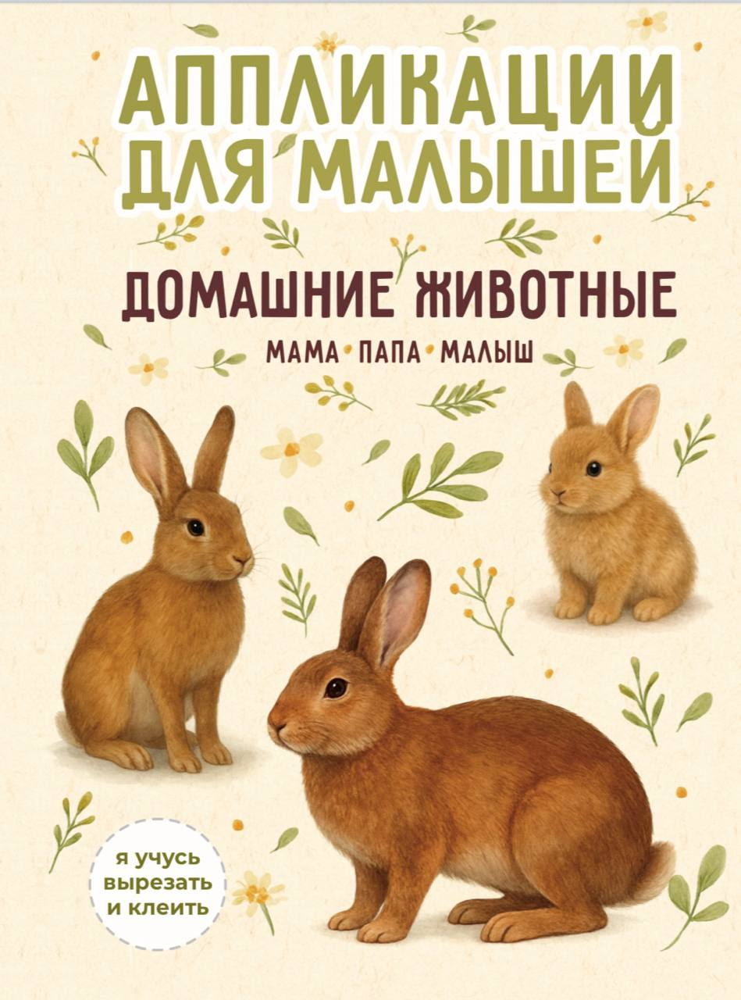 АППЛИКАЦИИ
ДЛЯ МАЛЫШЕЙ
ДОМАШНИЕ ЖИВОТНЫЕ
МАМА • ПАПА • МАЛЫШ
я учусь
вырезать
и клеить